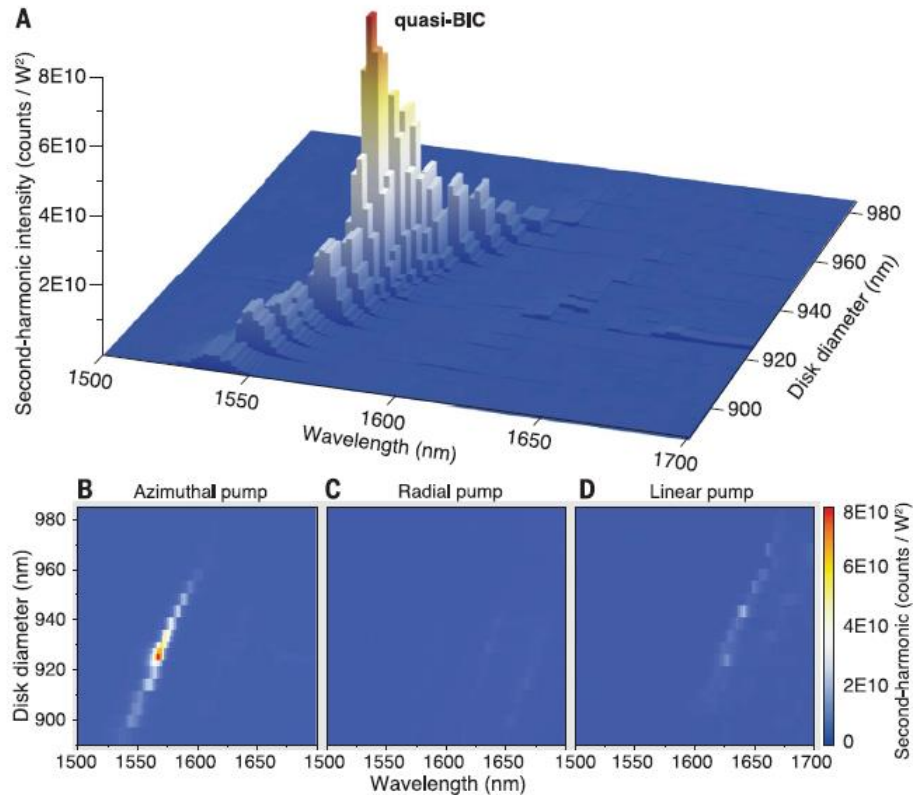 A
quasi-BIC
Second-harmonic intensity (counts / W²)
8E10
6E10
4E10
2E10
1500
1550
1600
1650
1700
Wavelength (nm)
980
960
940
920
900
Disk diameter (nm)
B Azimuthal pump
C Radial pump
D Linear pump
Disk diameter (nm)
980
960
940
920
900
1500 1550 1600 1650 1500 1550 1600 1650 1500 1550 1600 1650 1700
Wavelength (nm)
8E10
6E10
4E10
2E10
0
Second-harmonic (counts / W²)